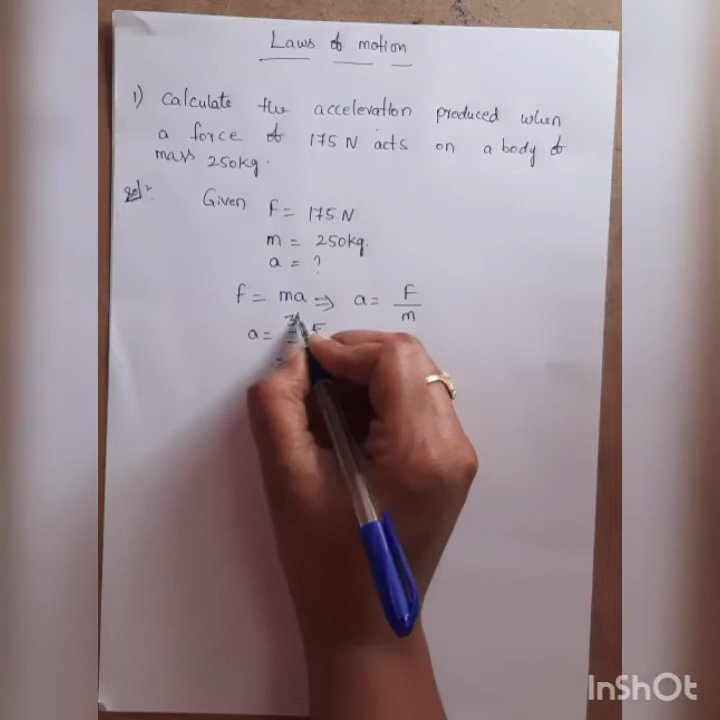 Laws of motion
1) Calculate the acceleration produced when
a force of 175 N acts on a body of
mass 250kg.
Sol:
Given F = 175 N
m = 250kg.
a = ?
f = ma ⇒ a = F/m
a =
InShOt